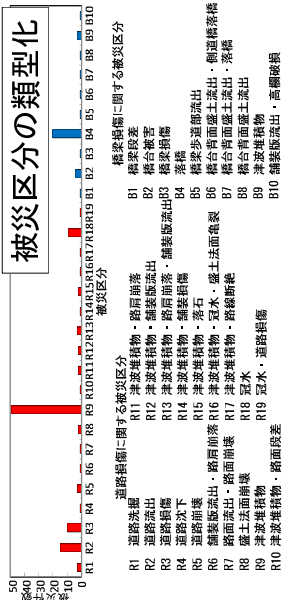 被災区分の類型化
被災件数
50
40
30
20
10
0
R1 R2 R3 R4 R5 R6 R7 R8 R9 R10 R11 R12 R13 R14 R15 R16 R17 R18 R19 B1 B2 B3 B4 B5 B6 B7 B8 B9 B10
被災区分
道路損傷に関する被災区分
R1 道路洗掘
R2 道路流出
R3 道路損傷
R4 道路沈下
R5 道路崩壊
R6 舗装版流出・路肩崩落
R7 路面流出・路面崩壊
R8 盛土法面崩壊
R9 津波堆積物
R10 津波堆積物・路面段差
R11 津波堆積物・路肩崩落
R12 津波堆積物・舗装版流出
R13 津波堆積物・路肩崩落・舗装版流出
R14 津波堆積物・舗装損傷
R15 津波堆積物・落石
R16 津波堆積物・冠水・盛土法面亀裂
R17 津波堆積物・路線断絶
R18 冠水
R19 冠水・道路損傷
橋梁損傷に関する被災区分
B1 橋梁段差
B2 橋台被害
B3 橋梁損傷
B4 落橋
B5 橋梁歩道部流出
B6 橋台背面盛土流出・側道橋落橋
B7 橋台背面盛土流出・落橋
B8 橋台背面盛土流出
B9 津波堆積物
B10 舗装版流出・高欄破損